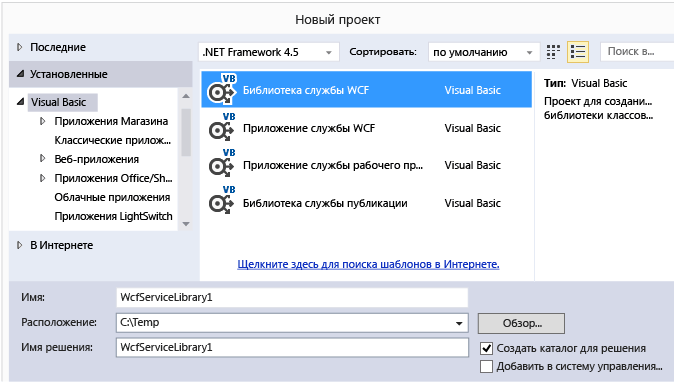 Новый проект
Последние
.NET Framework 4.5
Сортировать:
по умолчанию
Поиск в...
Установленные
Visual Basic
Приложения Магазина
Классические прилож...
Веб-приложения
Приложения Office/Sh...
Облачные приложения
Приложения LightSwitch
В Интернете
VB Библиотека службы WCF Visual Basic
VB Приложение службы WCF Visual Basic
VB Приложение службы рабочего пр... Visual Basic
VB Библиотека службы публикации Visual Basic
Щелкните здесь для поиска шаблонов в Интернете.
Тип: Visual Basic
Проект для создани...
библиотеки классов...
Имя: WcfServiceLibrary1
Расположение: C:\Temp Обзор...
Имя решения: WcfServiceLibrary1
Создать каталог для решения
Добавить в систему управления...